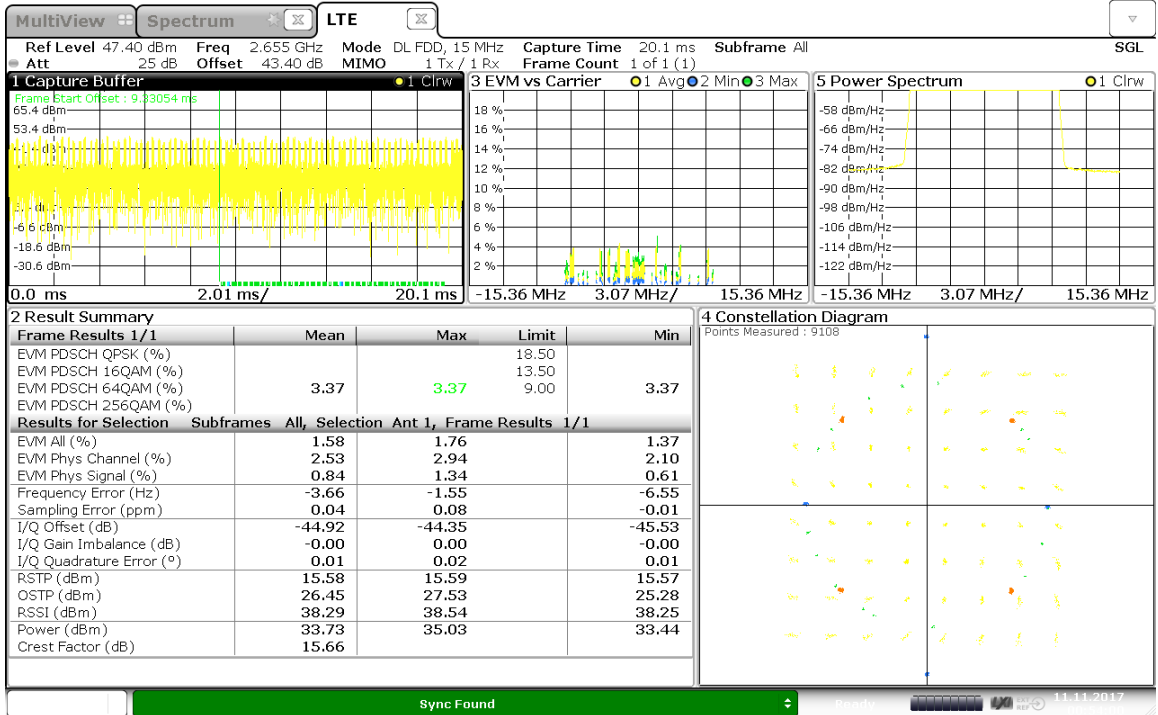 MultiView Spectrum LTE
Ref Level 47.40 dBm Freq 2.655 GHz Mode DL FDD, 15 MHz Capture Time 20.1 ms Subframe All SGL
Att 25 dB Offset 43.40 dB MIMO 1 Tx / 1 Rx Frame Count 1 of 1 (1)
1 Capture Buffer 1 Clrw
Frame Start Offset : 9.33054 ms
65.4 dBm
53.4 dBm
-6.6 dBm
-18.6 dBm
-30.6 dBm
0.0 ms 2.01 ms/ 20.1 ms
3 EVM vs Carrier 1 Avg 2 Min 3 Max
18 %
16 %
14 %
12 %
10 %
8 %
6 %
4 %
2 %
-15.36 MHz 3.07 MHz/ 15.36 MHz
5 Power Spectrum 1 Clrw
-58 dBm/Hz
-66 dBm/Hz
-74 dBm/Hz
-82 dBm/Hz
-90 dBm/Hz
-98 dBm/Hz
-106 dBm/Hz
-114 dBm/Hz
-122 dBm/Hz
-15.36 MHz 3.07 MHz/ 15.36 MHz
2 Result Summary
Frame Results 1/1 Mean Max Limit Min
EVM PDSCH QPSK (%) 18.50
EVM PDSCH 16QAM (%) 13.50
EVM PDSCH 64QAM (%) 3.37 3.37 9.00 3.37
EVM PDSCH 256QAM (%)
Results for Selection Subframes All, Selection Ant 1, Frame Results 1/1
EVM All (%) 1.58 1.76 1.37
EVM Phys Channel (%) 2.53 2.94 2.10
EVM Phys Signal (%) 0.84 1.34 0.61
Frequency Error (Hz) -3.66 -1.55 -6.55
Sampling Error (ppm) 0.04 0.08 -0.01
I/Q Offset (dB) -44.92 -44.35 -45.53
I/Q Gain Imbalance (dB) -0.00 0.00 -0.00
I/Q Quadrature Error (°) 0.01 0.02 0.01
RSTP (dBm) 15.58 15.59 15.57
OSTP (dBm) 26.45 27.53 25.28
RSSI (dBm) 38.29 38.54 38.25
Power (dBm) 33.73 35.03 33.44
Crest Factor (dB) 15.66
4 Constellation Diagram
Points Measured : 9108
Sync Found
Ready
LXI
EXT
REF
11.11.2017